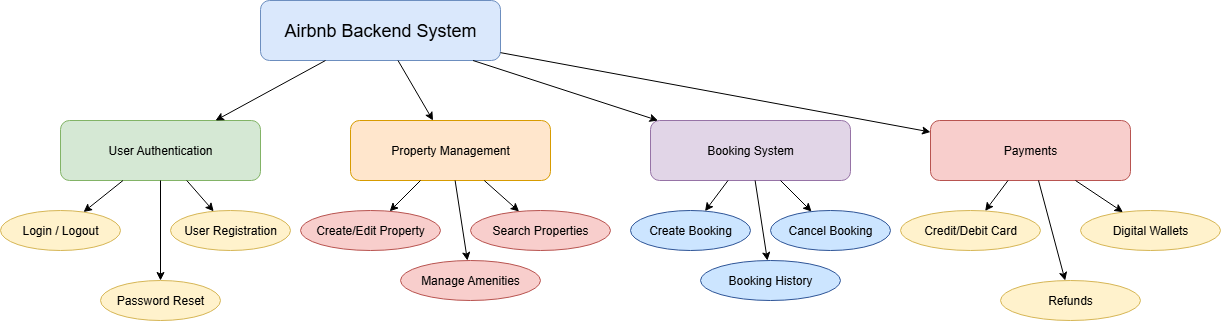 Airbnb Backend System
User Authentication
Property Management
Booking System
Payments
Login / Logout
User Registration
Create/Edit Property
Search Properties
Create Booking
Cancel Booking
Credit/Debit Card
Digital Wallets
Password Reset
Manage Amenities
Booking History
Refunds